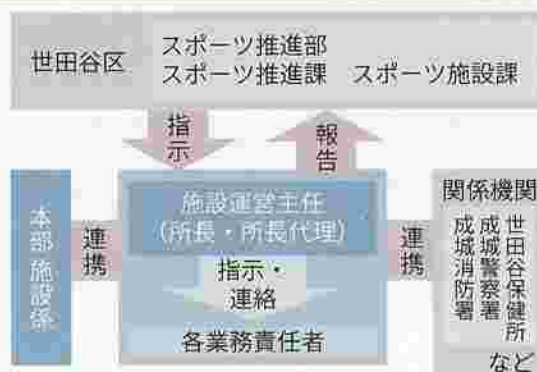 世田谷区
スポーツ推進部
スポーツ推進課 スポーツ施設課
指示
報告
本部 施設係
連携
施設運営主任
(所長・所長代理)
指示・
連絡
各業務責任者
連携
関係機関
世田谷保健所
成城警察署
成城消防署
など